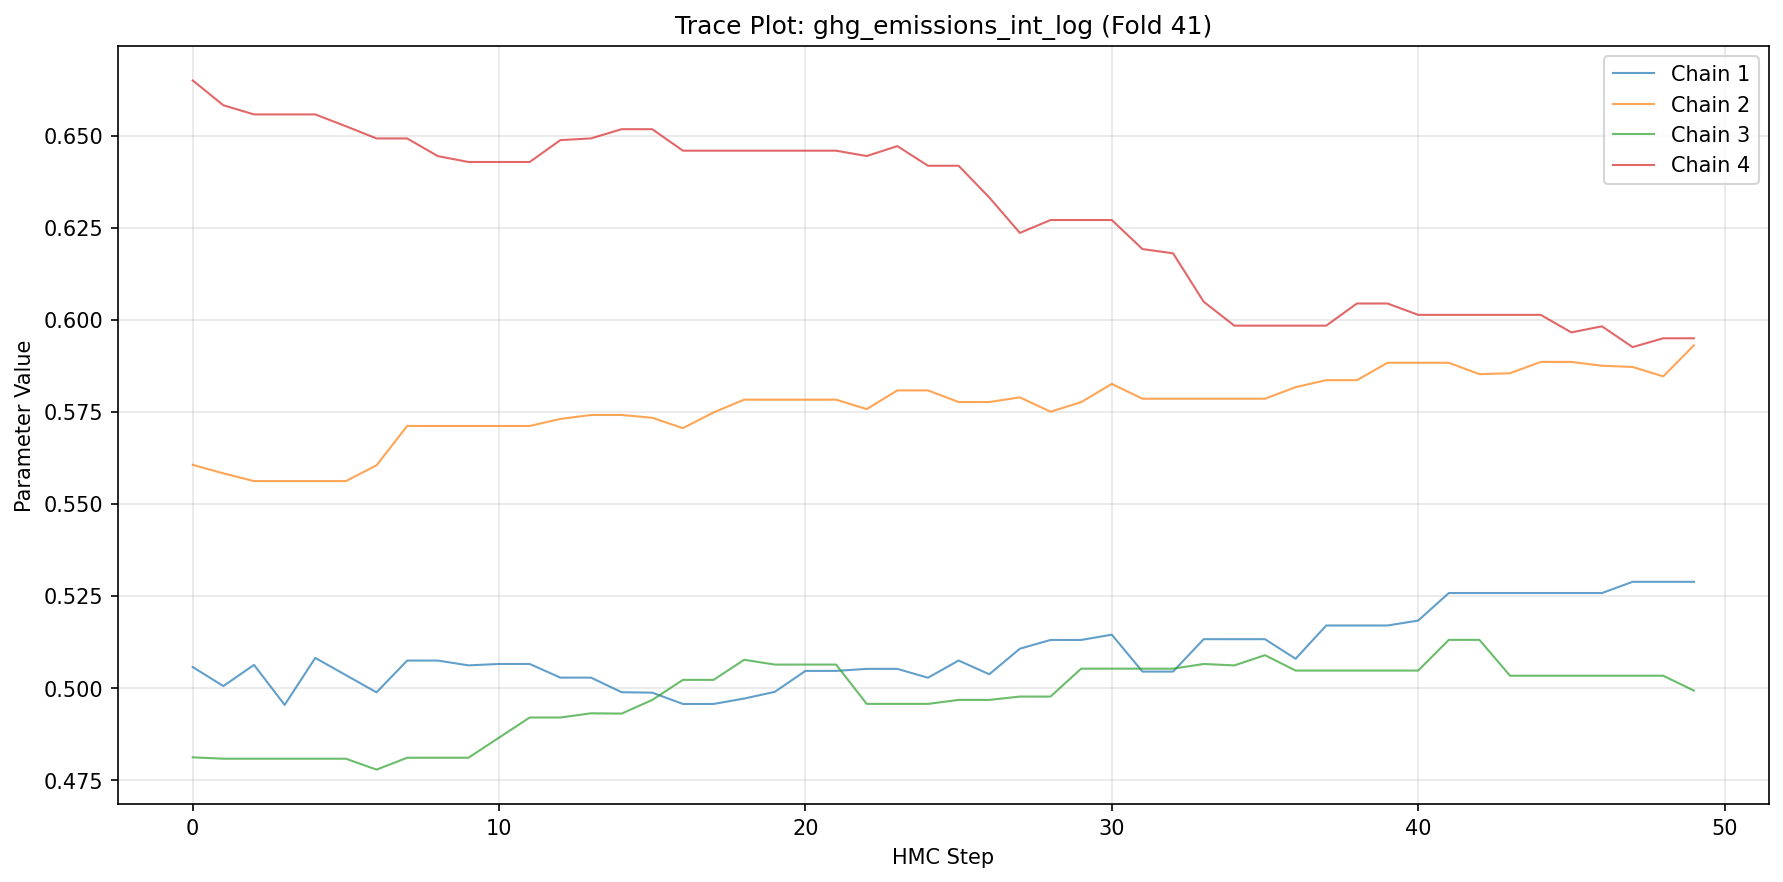 Trace Plot: ghg_emissions_int_log (Fold 41)
Chain 1
Chain 2
Chain 3
Chain 4
Parameter Value
0.650
0.625
0.600
0.575
0.550
0.525
0.500
0.475
0 10 20 30 40 50
HMC Step